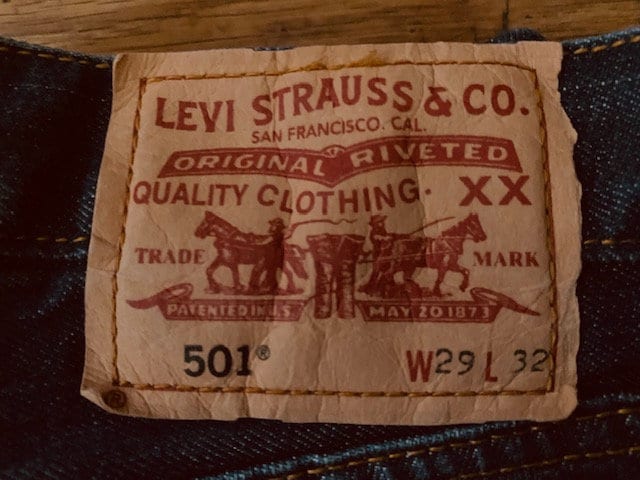 LEVI STRAUSS & CO.
SAN FRANCISCO. CAL.
ORIGINAL RIVETED
QUALITY CLOTHING. XX
TRADE MARK
PATENTED IN U.S. MAY 20 1873
501®
W29 L 32
®